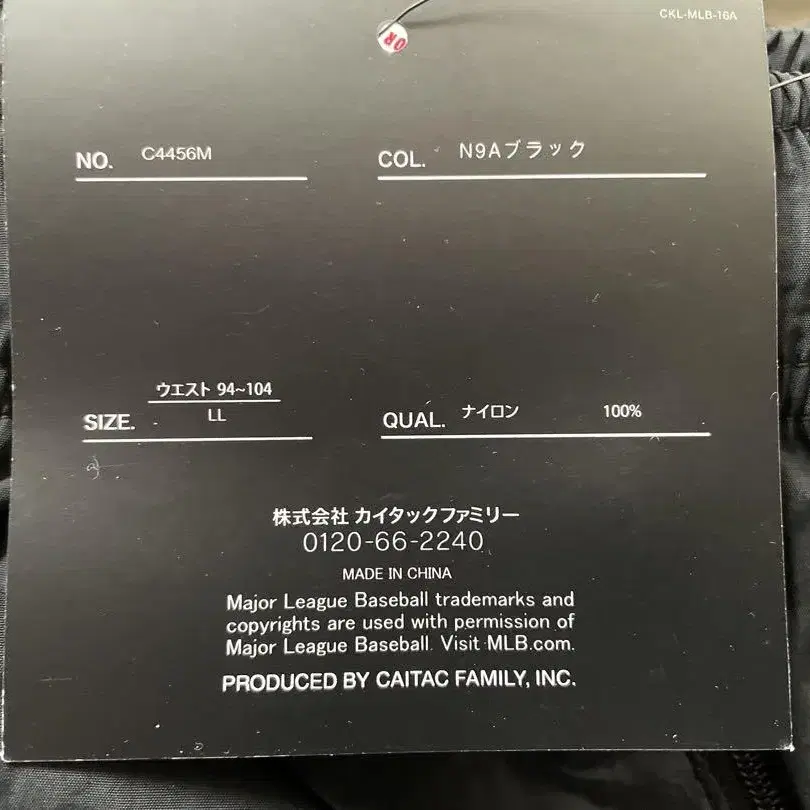 CKL-MLB-16A
OR
NO. C4456M
COL. N9Aブラック
ウエスト 94~104
SIZE. LL
QUAL. ナイロン 100%
株式会社 カイタックファミリー
0120-66-2240
MADE IN CHINA
Major League Baseball trademarks and
copyrights are used with permission of
Major League Baseball. Visit MLB.com.
PRODUCED BY CAITAC FAMILY, INC.